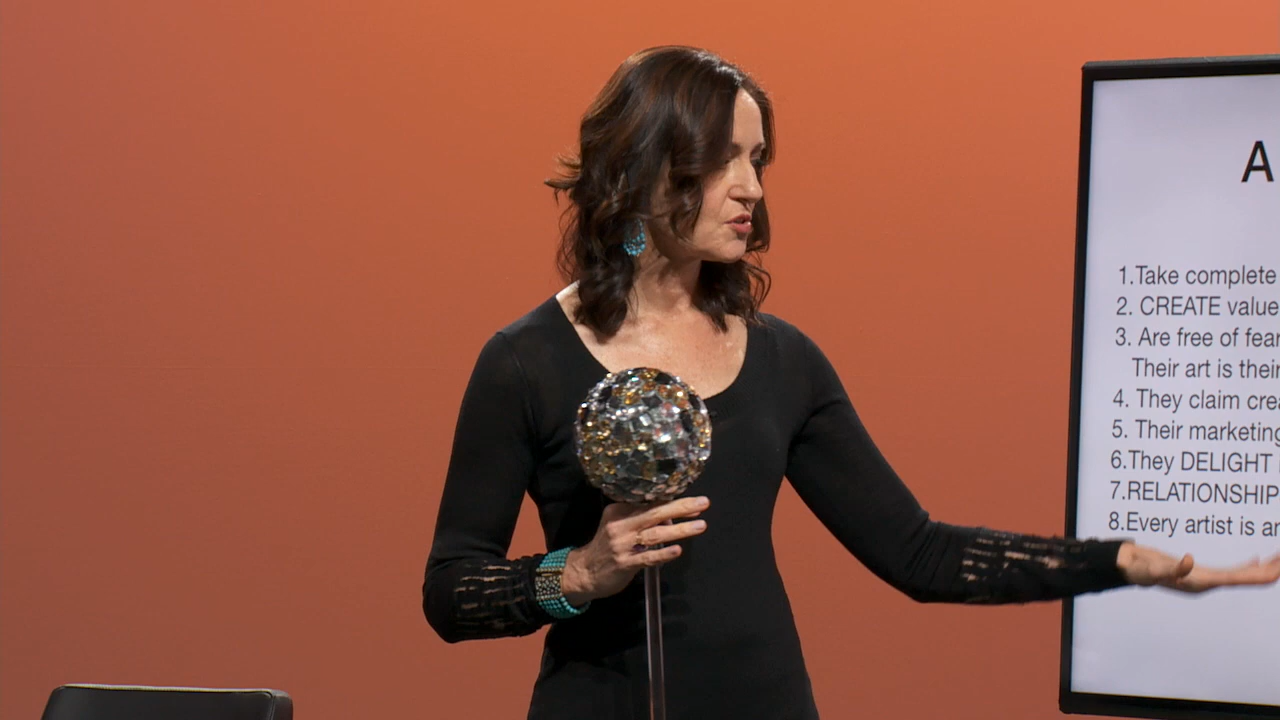 A
1.Take complete
2. CREATE value
3. Are free of fear
Their art is their
4. They claim crea
5. Their marketing
6.They DELIGHT
7.RELATIONSHIP
8.Every artist is an